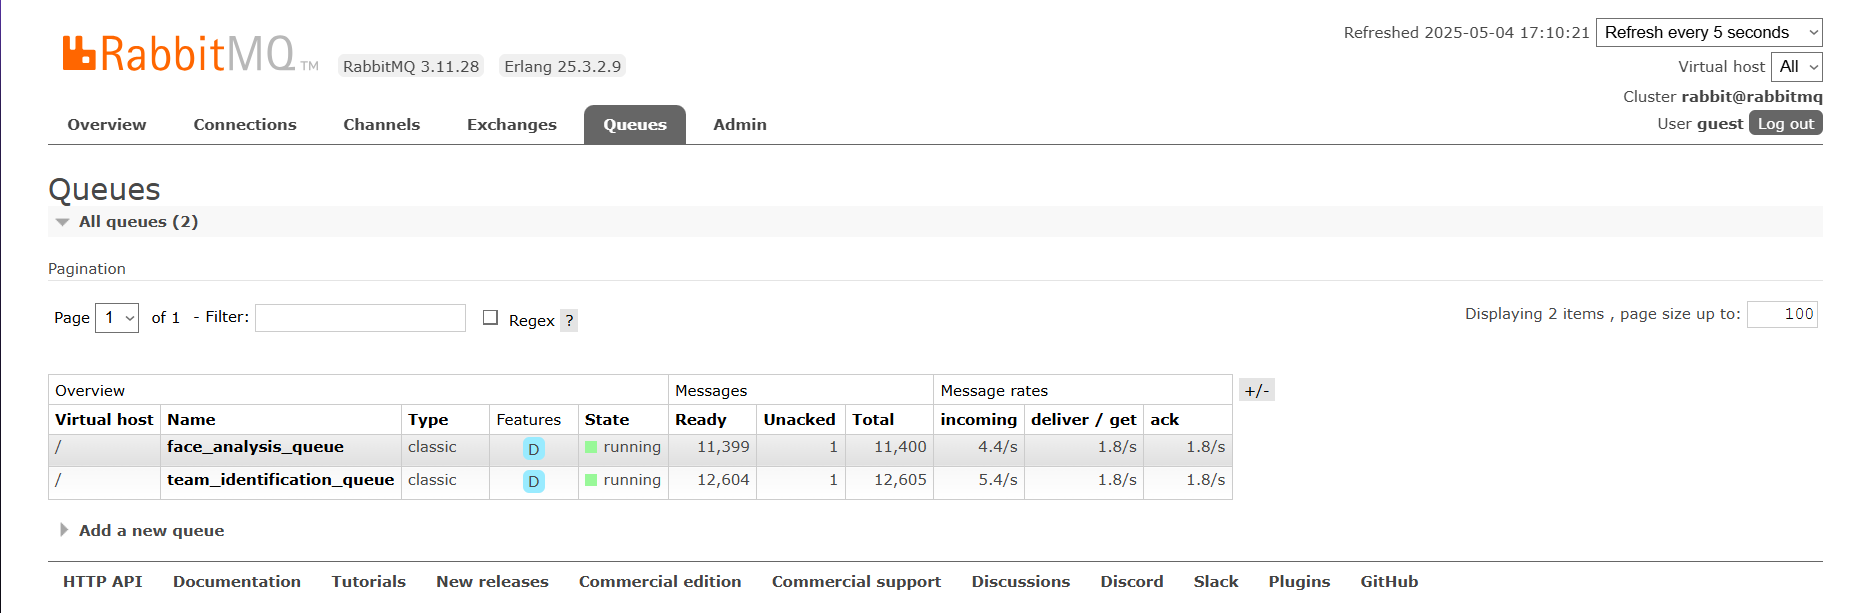 RabbitMQ TM RabbitMQ 3.11.28 Erlang 25.3.2.9
Refreshed 2025-05-04 17:10:21 Refresh every 5 seconds
Virtual host All
Cluster rabbit@rabbitmq
User guest Log out
Overview Connections Channels Exchanges Queues Admin
Queues
All queues (2)
Pagination
Page 1 of 1 - Filter: Regex ? Displaying 2 items , page size up to: 100
Overview Messages Message rates +/-
Virtual host Name Type Features State Ready Unacked Total incoming deliver / get ack
/ face_analysis_queue classic D running 11,399 1 11,400 4.4/s 1.8/s 1.8/s
/ team_identification_queue classic D running 12,604 1 12,605 5.4/s 1.8/s 1.8/s
Add a new queue
HTTP API Documentation Tutorials New releases Commercial edition Commercial support Discussions Discord Slack Plugins GitHub